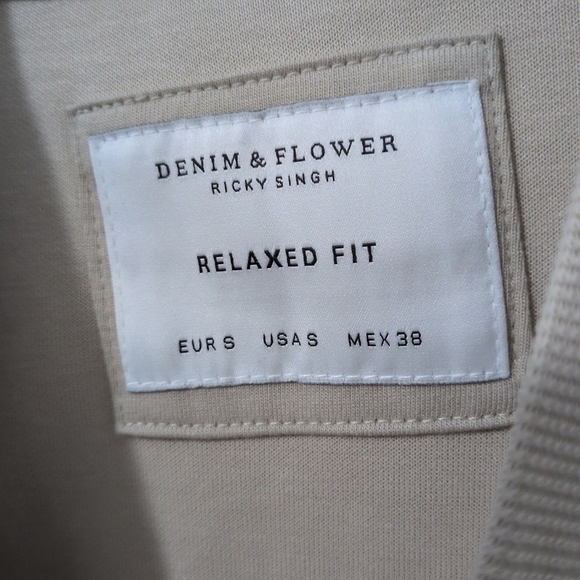 DENIM & FLOWER
RICKY SINGH
RELAXED FIT
EUR S USA S MEX 38